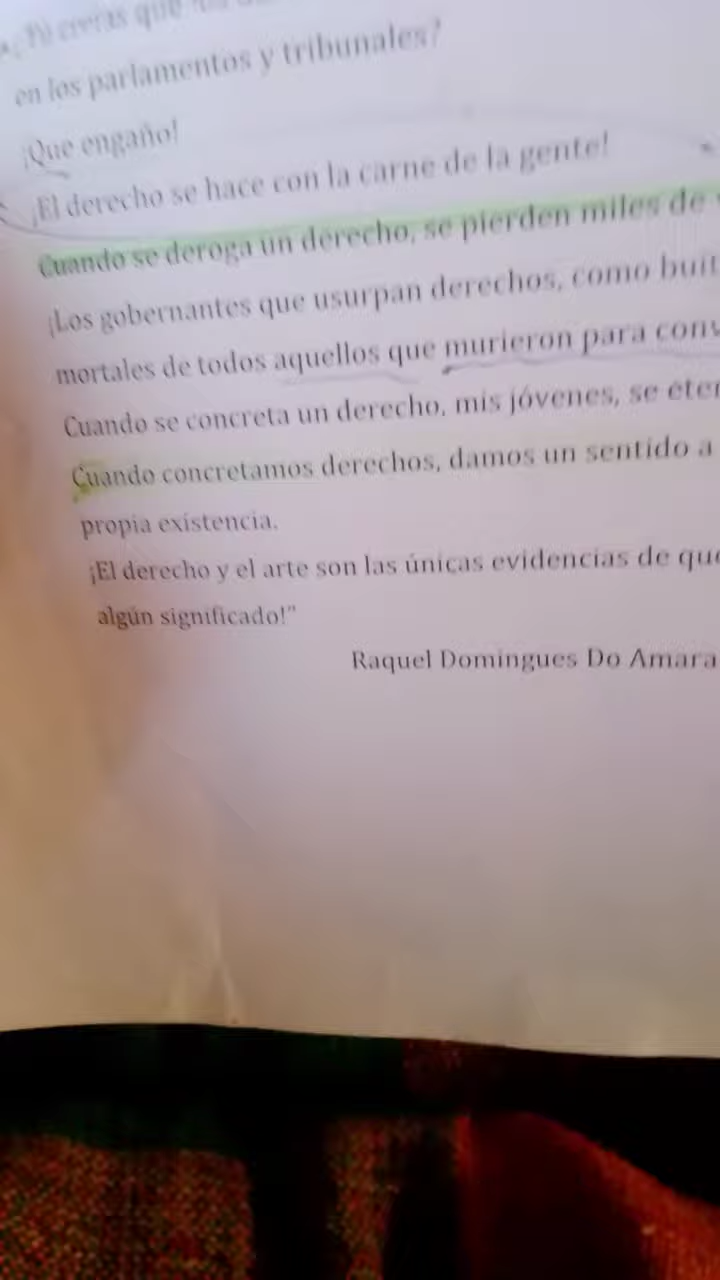 en los parlamentos y tribunales?
¡Que engaño!
¡El derecho se hace con la carne de la gente!
Cuando se deroga un derecho, se pierden miles de
¡Los gobernantes que usurpan derechos, como
mortales de todos aquellos que murieron para
Cuando se concreta un derecho, mis jóvenes, se
Cuando concretamos derechos, damos un sentido a
propia existencia.
¡El derecho y el arte son las únicas evidencias de
algún significado!"
Raquel Domingues Do Amara